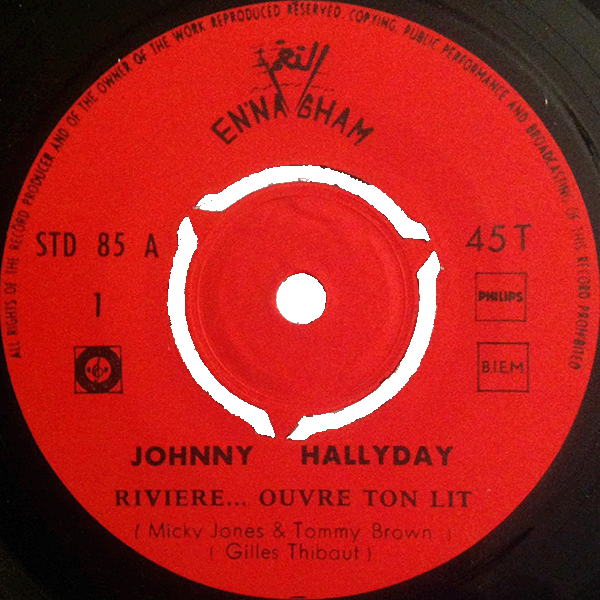 ALL RIGHTS OF THE RECORD PRODUCER AND OF THE OWNER OF THE WORK REPRODUCED RESERVED. COPYING, PUBLIC PERFORMANCE AND BROADCASTING OF THIS RECORD PROHIBITED
النغم
EN'NAGHAM
STD 85 A
45 T
1
PHILIPS
B.I.E.M
JOHNNY HALLYDAY
RIVIERE... OUVRE TON LIT
( Micky Jones & Tommy Brown )
( Gilles Thibaut )